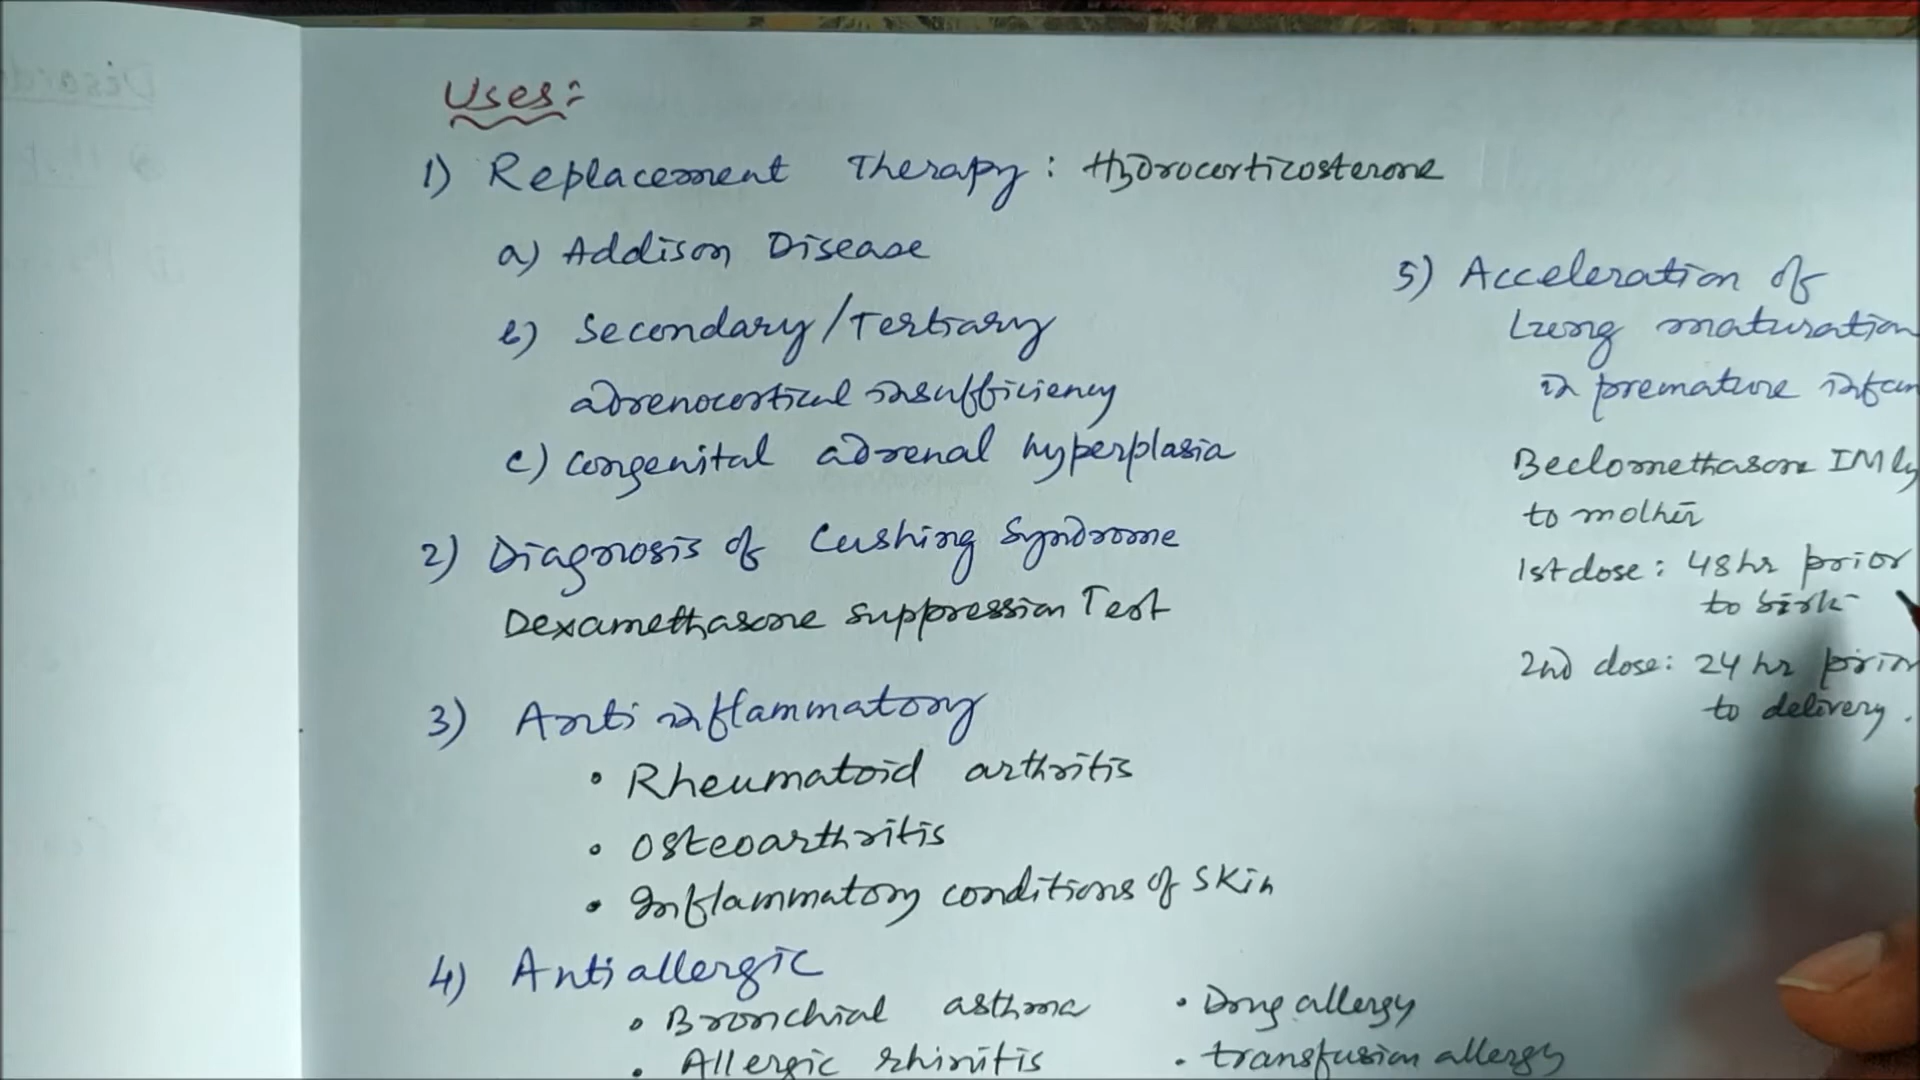 Uses:
1) Replacement Therapy: Hydrocorticosterone
a) Addison Disease
b) Secondary/Tertiary
adrenocortical insufficiency
c) Congenital adrenal hyperplasia
2) Diagnosis of Cushing Syndrome
Dexamethasone suppression Test
3) Anti inflammatory
• Rheumatoid arthritis
• Osteoarthritis
• Inflammatory conditions of Skin
4) Antiallergic
• Bronchial asthma
• Allergic rhinitis
• Drug allergy
• transfusion allergy
5) Acceleration of
Lung maturation
in premature infan
Beclomethasone IMly
to mother
1st dose: 48hr prior
to birth
2nd dose: 24 hr prior
to delivery.